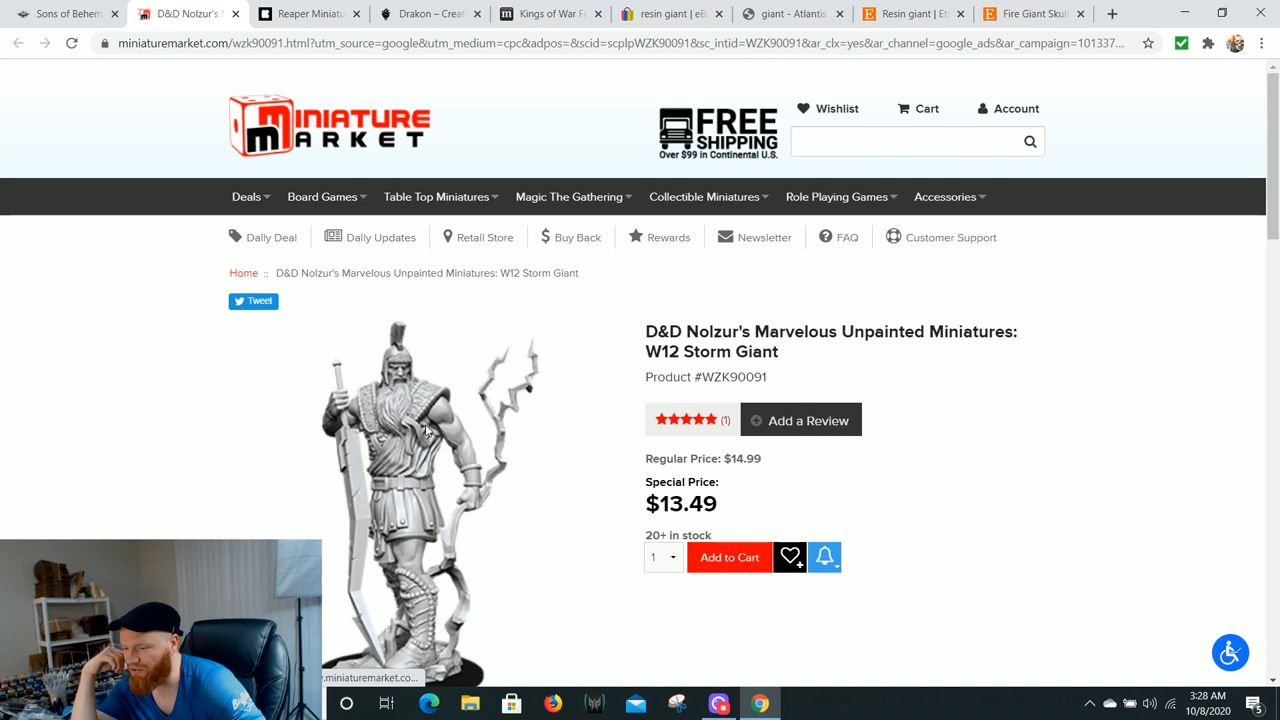 Sons of Behem
D&D Nolzur's M
Reaper Miniatu
Drakon – Creat
Kings of War F
resin giant | eB
giant - Atlantis
Resin giant | Et
Fire Giant Skul
miniaturemarket.com/wzk90091.html?utm_source=google&utm_medium=cpc&adpos=&scid=scplpWZK90091&sc_intid=WZK90091&ar_clx=yes&ar_channel=google_ads&ar_campaign=101337...
MINIATURE
MARKET
FREE
SHIPPING
Over $99 in Continental U.S.
Wishlist Cart Account
Deals Board Games Table Top Miniatures Magic The Gathering Collectible Miniatures Role Playing Games Accessories
Daily Deal Daily Updates Retail Store Buy Back Rewards Newsletter FAQ Customer Support
Home :: D&D Nolzur's Marvelous Unpainted Miniatures: W12 Storm Giant
Tweet
D&D Nolzur's Marvelous Unpainted Miniatures:
W12 Storm Giant
Product #WZK90091
(1)
Add a Review
Regular Price: $14.99
Special Price:
$13.49
20+ in stock
1
Add to Cart
.miniaturemarket.co...
3:28 AM
10/8/2020
5